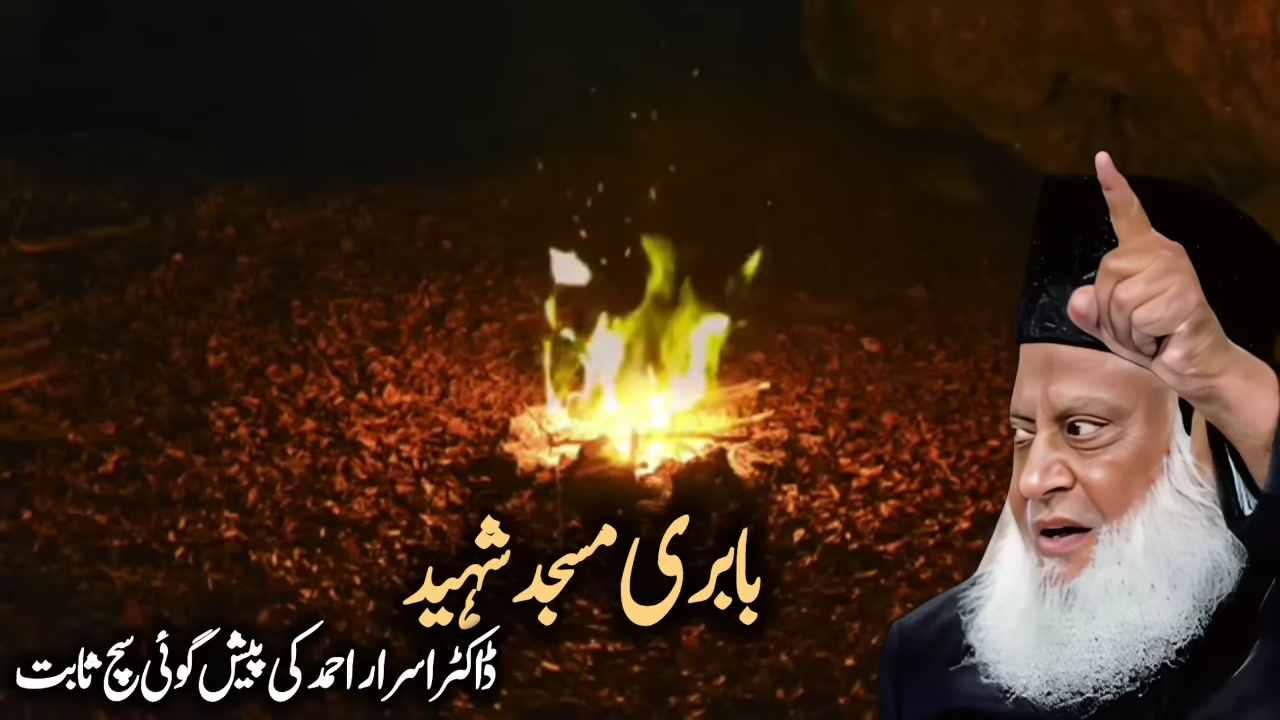 بابری مسجد شہید
ڈاکٹر اسرار احمد کی پیش گوئی سچ ثابت